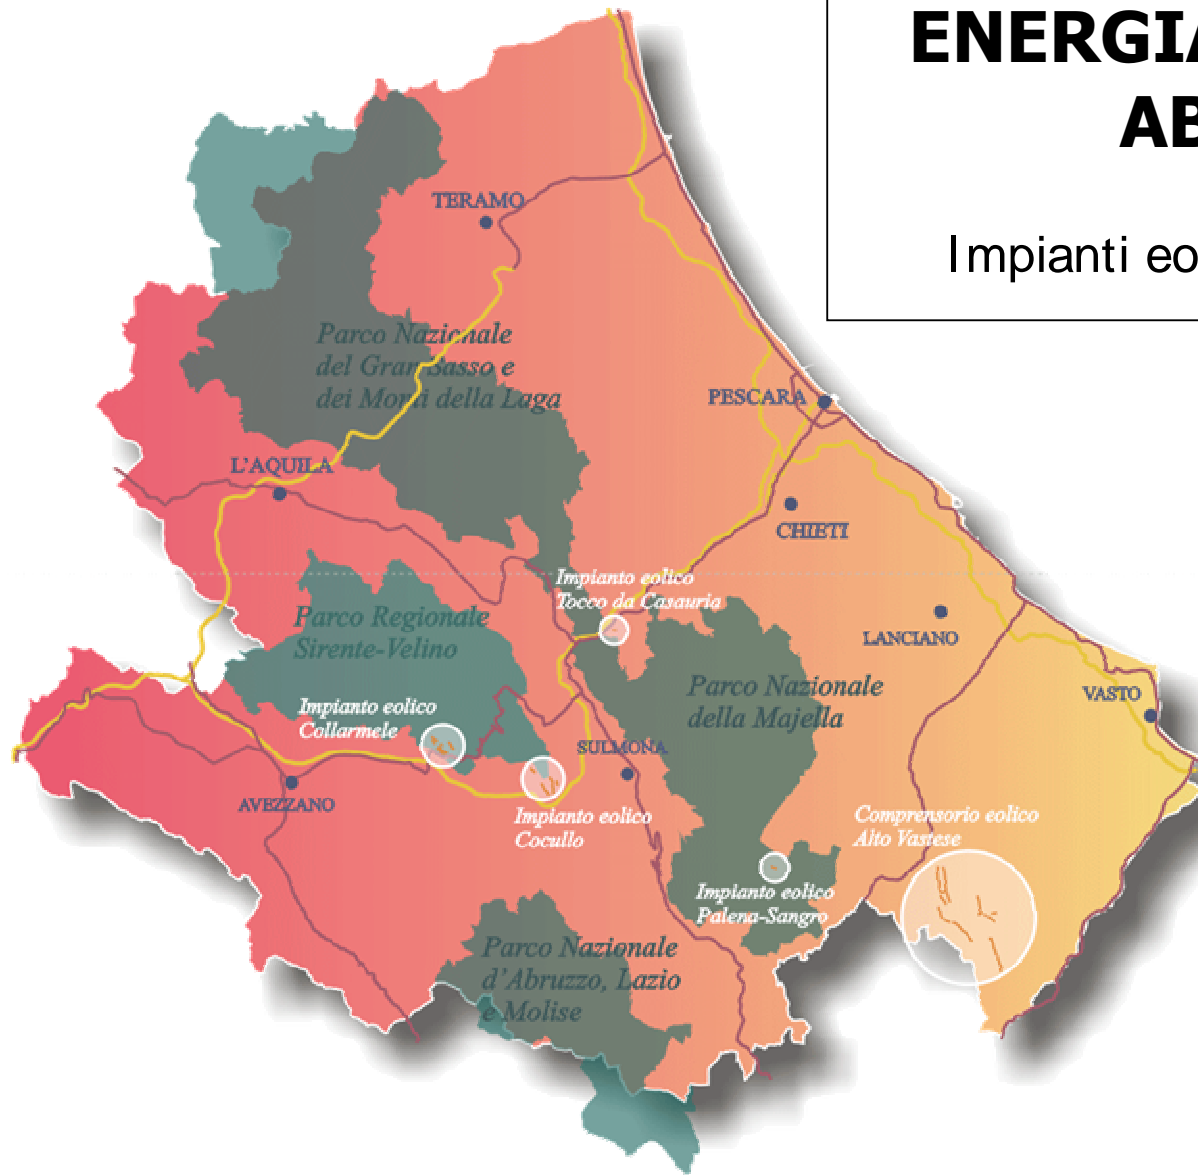 ENERGIA
AB
Impianti eo
TERAMO
Parco Nazionale
del Gran Sasso e
dei Monti della Laga
PESCARA
L'AQUILA
CHIETI
Impianto eolico
Tocco da Casauria
Parco Regionale
Sirente-Velino
LANCIANO
Parco Nazionale
della Majella
VASTO
Impianto eolico
Collarmele
SULMONA
AVEZZANO
Impianto eolico
Cocullo
Comprensorio eolico
Alto Vastese
Impianto eolico
Palena-Sangro
Parco Nazionale
d'Abruzzo, Lazio
e Molise